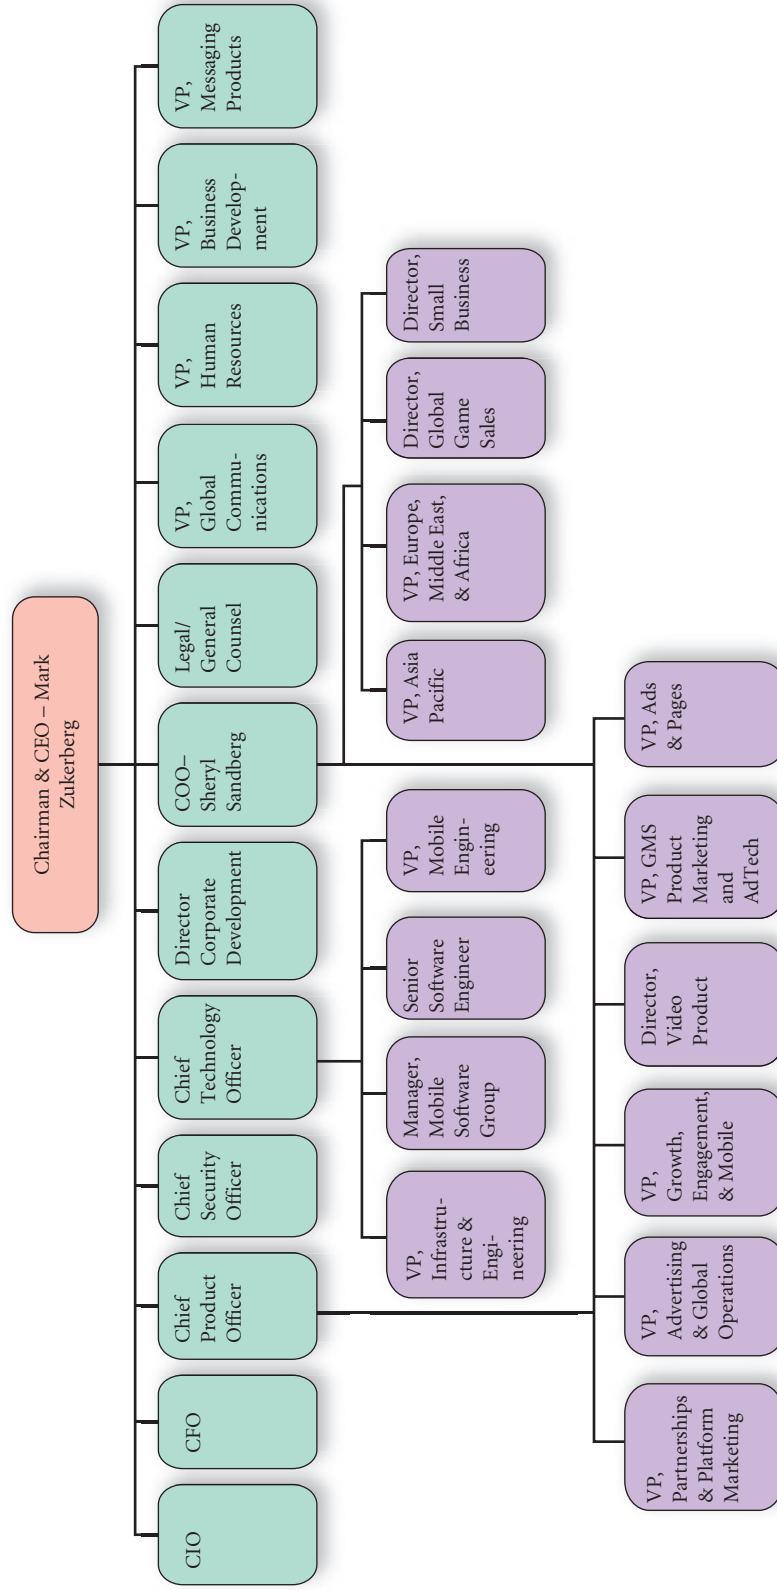 Chairman & CEO – Mark
Zukerberg
CIO
CFO
Chief
Product
Officer
Chief
Security
Officer
Chief
Technology
Officer
Director
Corporate
Development
COO–
Sheryl
Sandberg
Legal/
General
Counsel
VP,
Global
Commu-
nications
VP,
Human
Resources
VP,
Business
Develop-
ment
VP,
Messaging
Products
VP,
Infrastru-
cture &
Engi-
neering
Manager,
Mobile
Software
Group
Senior
Software
Engineer
VP,
Mobile
Engin-
eering
VP, Asia
Pacific
VP, Europe,
Middle East,
& Africa
Director,
Global
Game
Sales
Director,
Small
Business
VP,
Partnerships
& Platform
Marketing
VP,
Advertising
& Global
Operations
VP,
Growth,
Engagement,
& Mobile
Director,
Video
Product
VP, GMS
Product
Marketing
and
AdTech
VP, Ads
& Pages